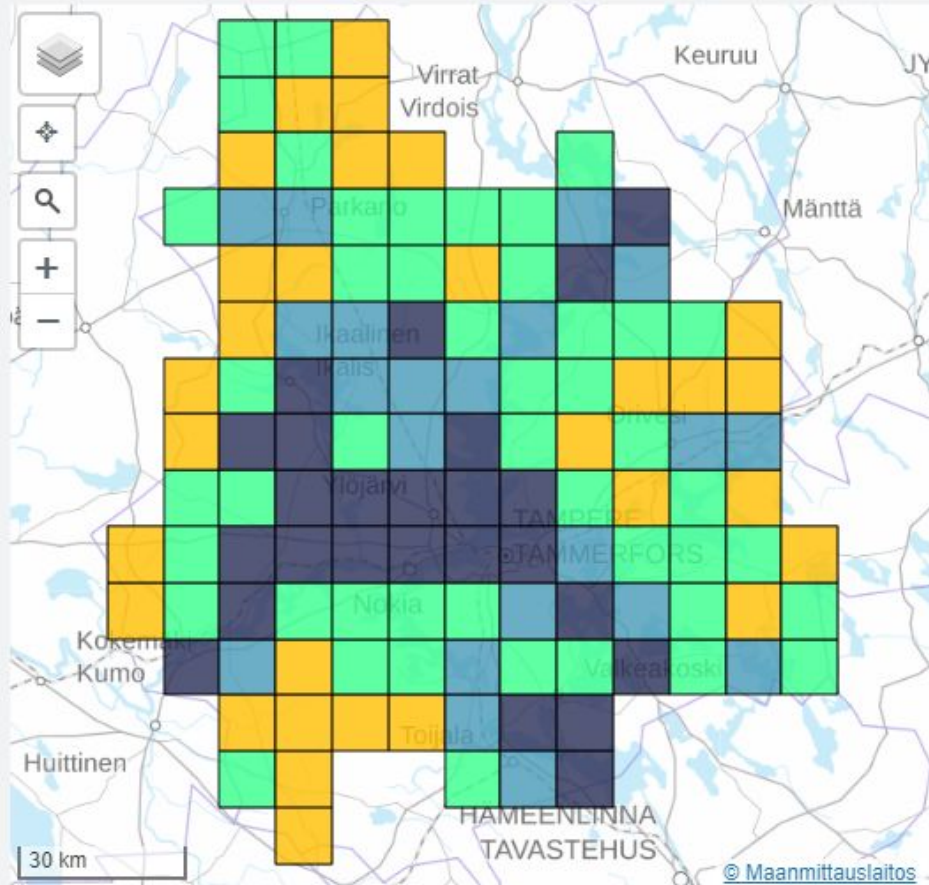 Keuruu
JY
Virrat
Virdois
Parkano
Mänttä
Ikaalinen
Ikalis
Orivesi
Ylöjärvi
TAMPERE
TAMMERFORS
Nokia
Kokemäki
Kumo
Valkeakoski
Toijala
Huittinen
HÄMEENLINNA
TAVASTEHUS
30 km
© Maanmittauslaitos